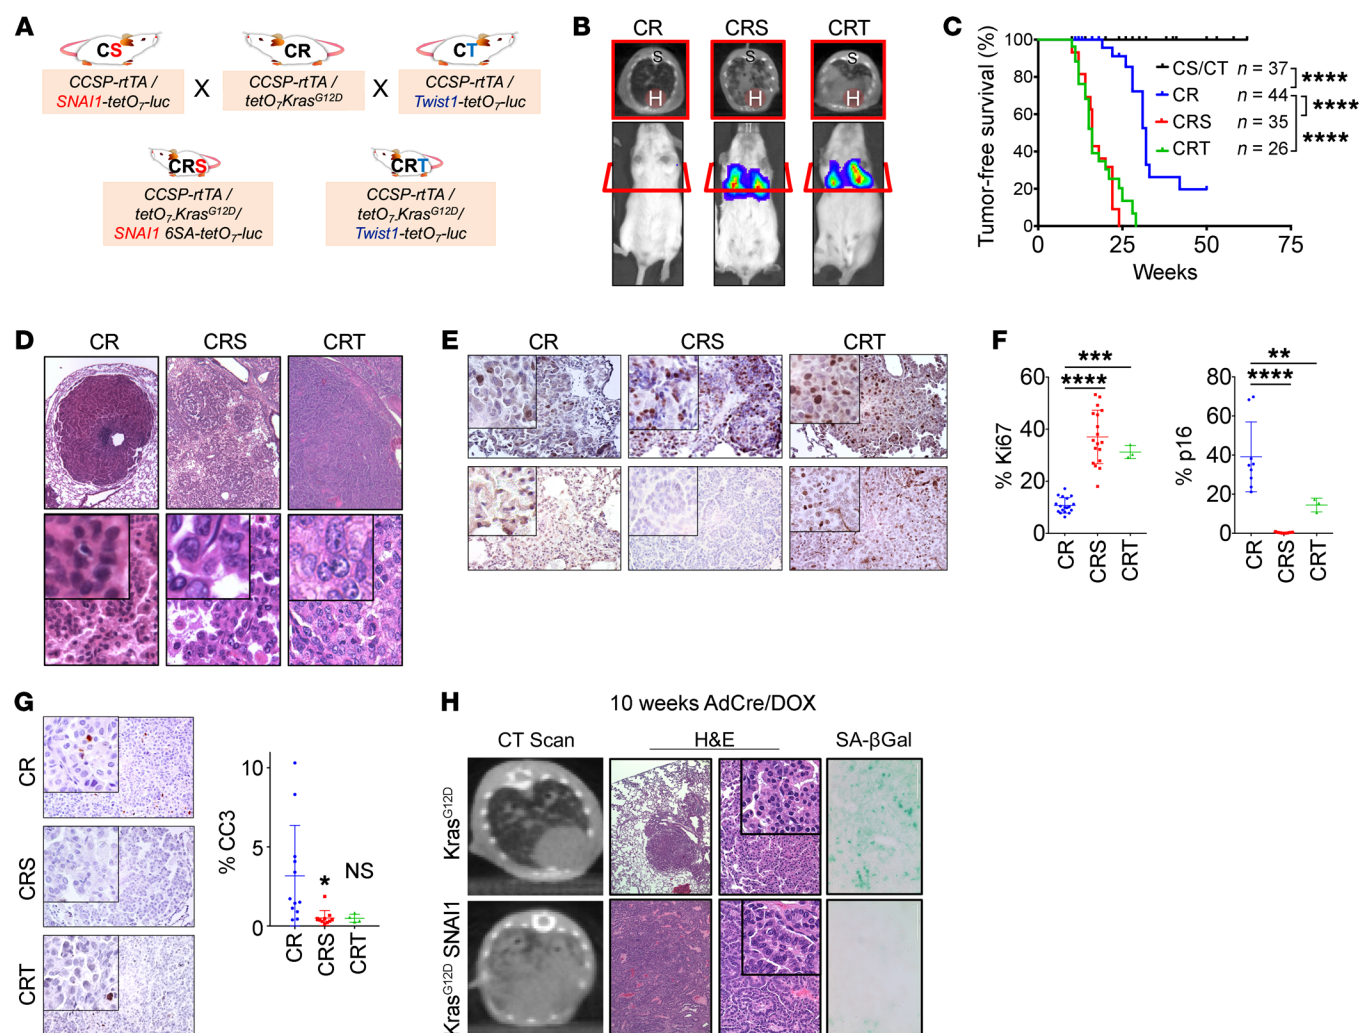 A
CS
CR
CT
CCSP-rtTA /
SNAI1-tetO7-luc
X
CCSP-rtTA /
tetO7KrasG12D
X
CCSP-rtTA /
Twist1-tetO7-luc
CRS
CRT
CCSP-rtTA /
tetO7-KrasG12D/
SNAI1 6SA-tetO7-luc
CCSP-rtTA /
tetO7-KrasG12D/
Twist1-tetO7-luc
B
CR CRS CRT
S S S
H H H
C
Tumor-free survival (%)
100
80
60
40
20
0
0 25 50 75
Weeks
CS/CT n = 37
CR n = 44
CRS n = 35
CRT n = 26
****
****
****
D
CR CRS CRT
E
CR CRS CRT
F
% Ki67
60
40
20
0
***
****
CR CRS CRT
% p16
80
60
40
20
0
**
****
CR CRS CRT
G
CR
CRS
CRT
% CC3
10
5
0
* NS
CR CRS CRT
H
10 weeks AdCre/DOX
CT Scan H&E SA-βGal
KrasG12D
KrasG12D SNAI1